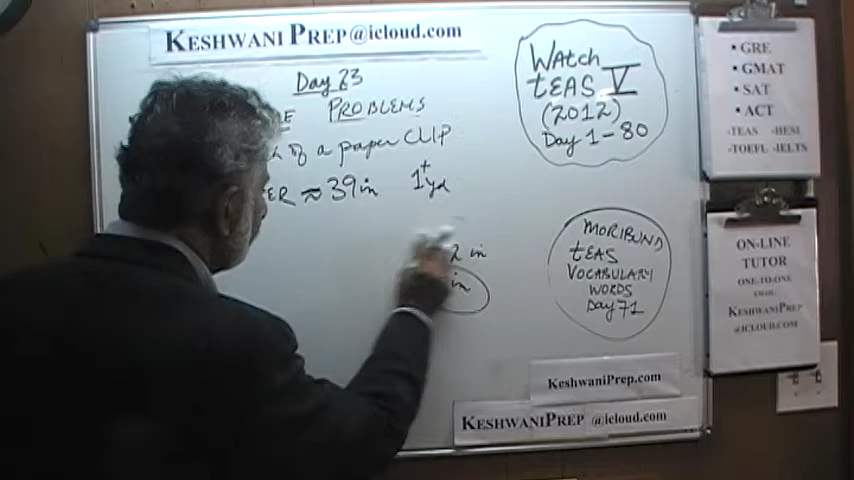 KESHWANI PREP@icloud.com
Day 23
PROBLEMS
of a paper CLIP
ER ≈ 39 in 1+ yd
2 in
in
WAtch
tEAS V
(2012)
Day 1-80
MORIBUND
tEAS
VOCABULARY
WORDS
Day 71
▪ GRE
▪ GMAT
▪ SAT
▪ ACT
-TEAS -HESI
-TOEFL -IELTS
ON-LINE
TUTOR
ONE-TO-ONE
EMAIL:
KESHWANIPREP
@ICLOUD.COM
KESHWANIPREP.com
KESHWANIPREP @icloud.com